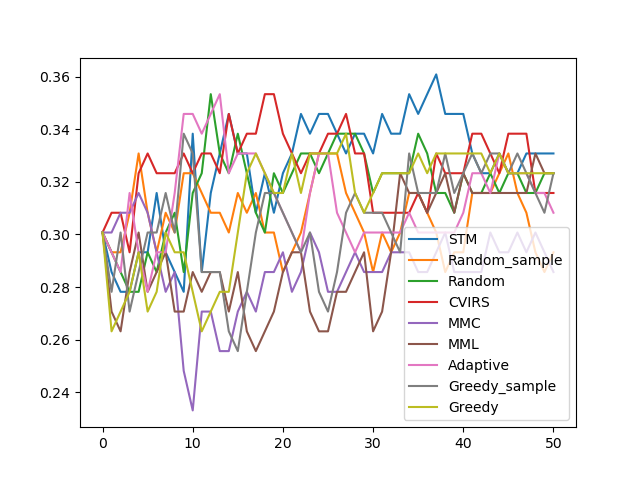 0.36
0.34
0.32
0.30
0.28
0.26
0.24
0 10 20 30 40 50
STM
Random_sample
Random
CVIRS
MMC
MML
Adaptive
Greedy_sample
Greedy